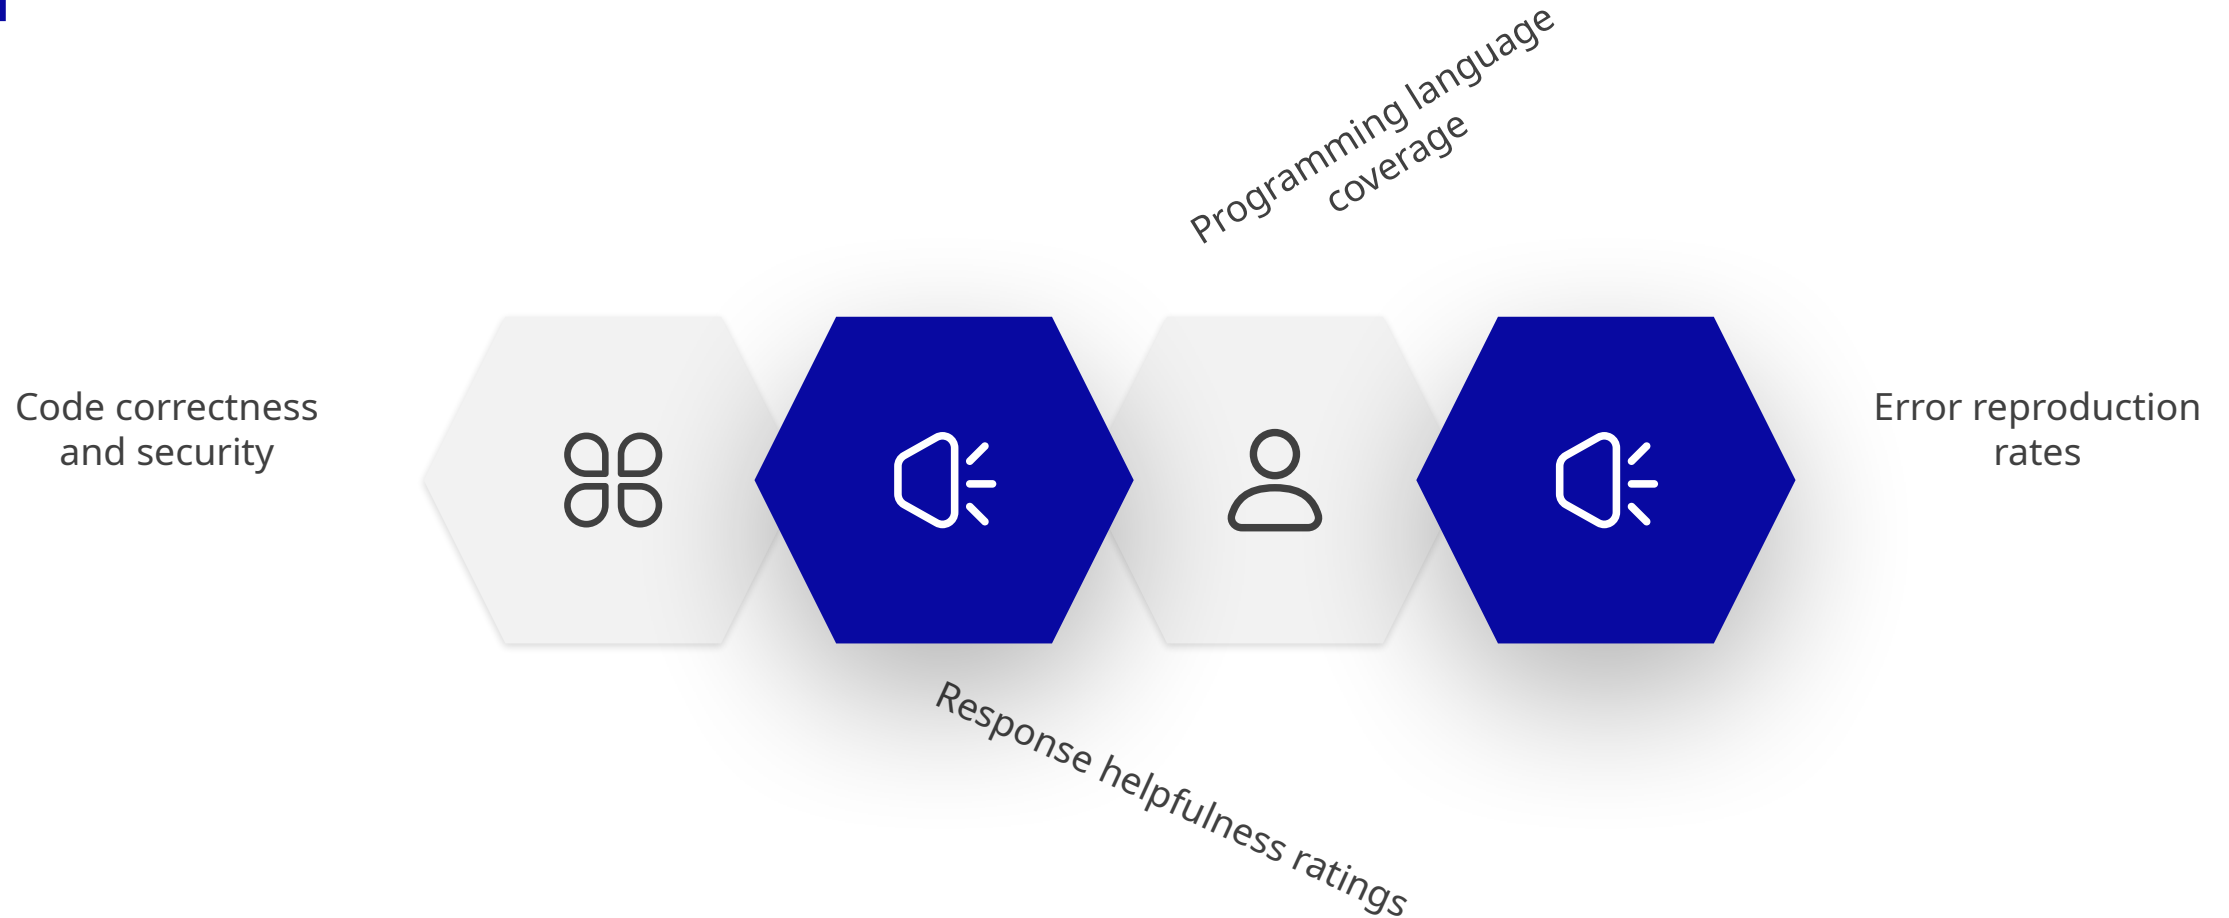 Programming language
coverage
Code correctness
and security
Error reproduction
rates
Response helpfulness ratings